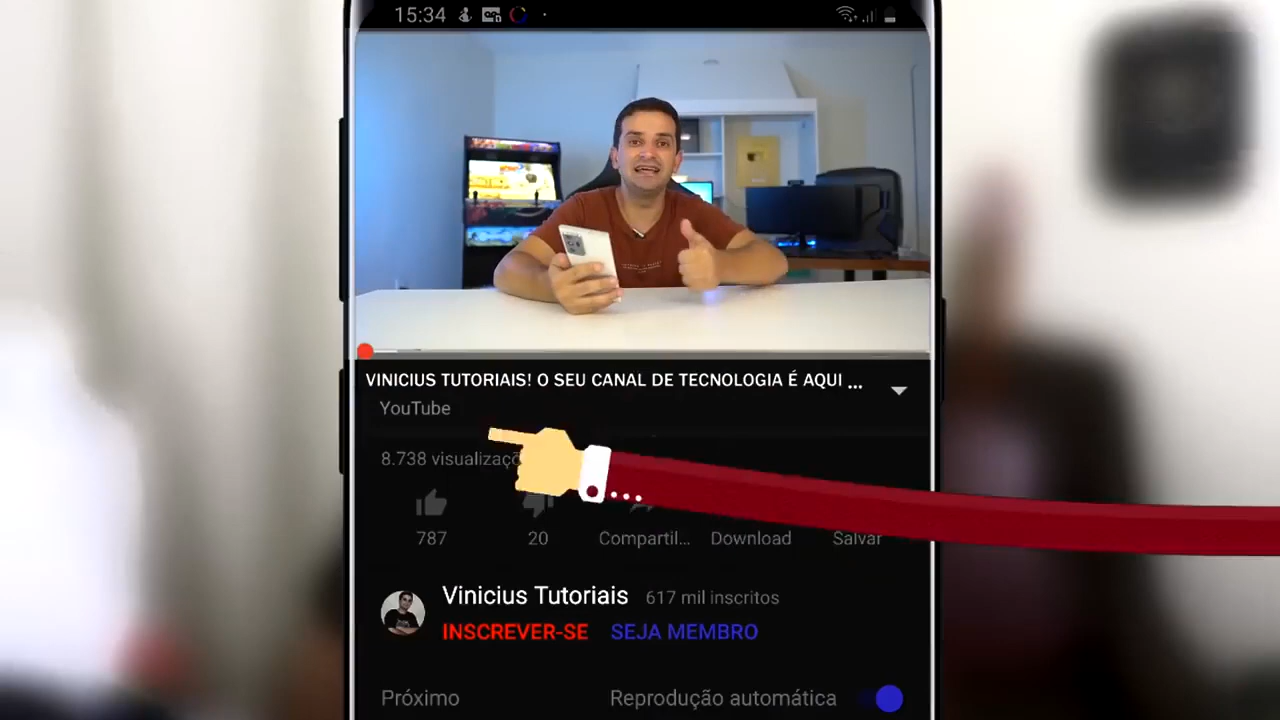 15:34
VINICIUS TUTORIAIS! O SEU CANAL DE TECNOLOGIA É AQUI ...
YouTube
8.738 visualizaçõ
787 20 Compartil... Download Salvar
Vinicius Tutoriais 617 mil inscritos
INSCREVER-SE SEJA MEMBRO
Próximo Reprodução automática